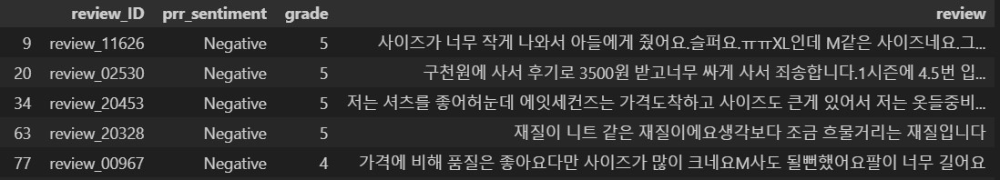 review_ID prr_sentiment grade review
9 review_11626 Negative 5 사이즈가 너무 작게 나와서 아들에게 줬어요.슬퍼요.ㅠㅠXL인데 M같은 사이즈네요.그...
20 review_02530 Negative 5 구천원에 사서 후기로 3500원 받고너무 싸게 사서 죄송합니다.1시즌에 4.5번 입...
34 review_20453 Negative 5 저는 셔츠를 좋어허눈데 에잇세컨즈는 가격도착하고 사이즈도 큰게 있어서 저는 옷들중비...
63 review_20328 Negative 5 재질이 니트 같은 재질이에요생각보다 조금 흐물거리는 재질입니다
77 review_00967 Negative 4 가격에 비해 품질은 좋아요다만 사이즈가 많이 크네요M사도 될뻔했어요팔이 너무 길어요